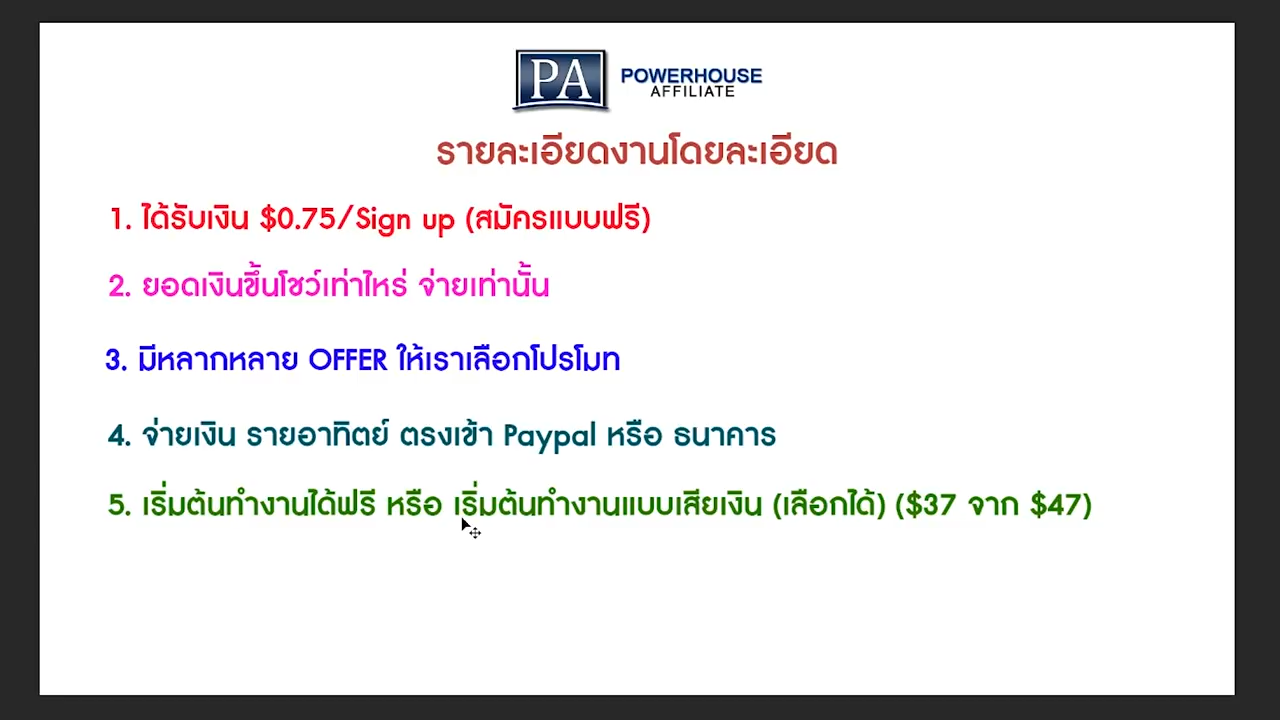 PA POWERHOUSE
AFFILIATE
รายละเอียดงานโดยละเอียด
1. ได้รับเงิน $0.75/Sign up (สมัครแบบฟรี)
2. ยอดเงินขึ้นโชว์เท่าไหร่ จ่ายเท่านั้น
3. มีหลากหลาย OFFER ให้เราเลือกโปรโมท
4. จ่ายเงิน รายอาทิตย์ ตรงเข้า Paypal หรือ ธนาคาร
5. เริ่มต้นทำงานได้ฟรี หรือ เริ่มต้นทำงานแบบเสียเงิน (เลือกได้) ($37 จาก $47)